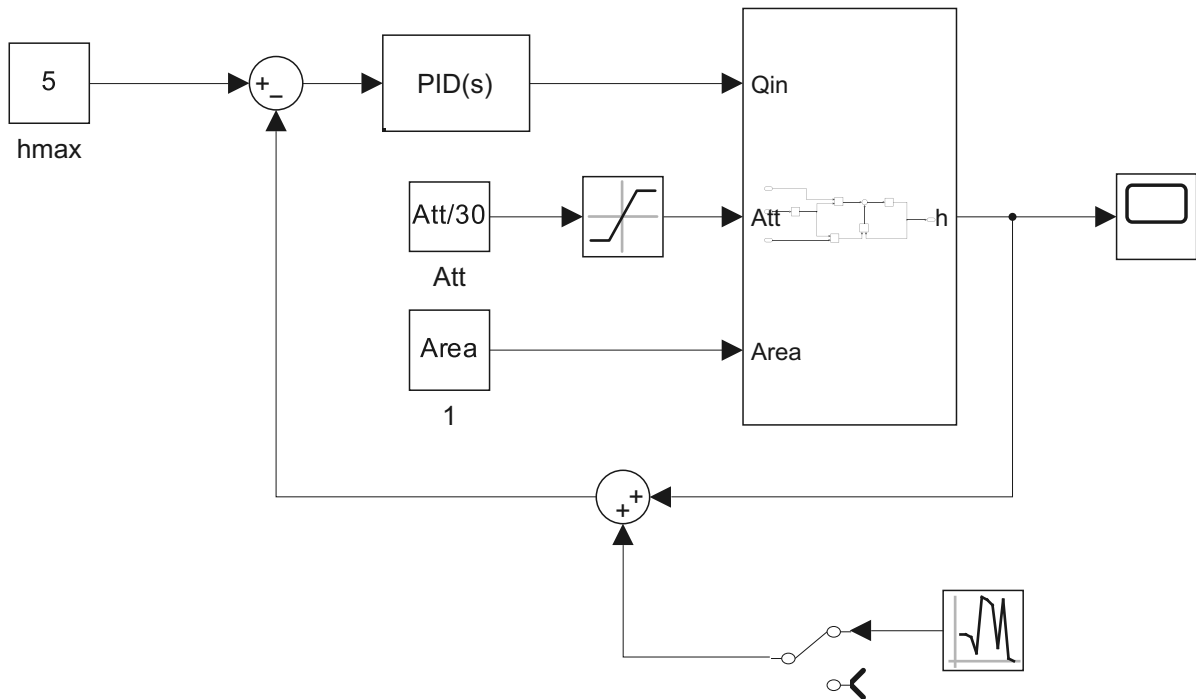 5
hmax
+
−
PID(s)
Att/30
Att
Area
1
Qin
Att
Area
h
+
+